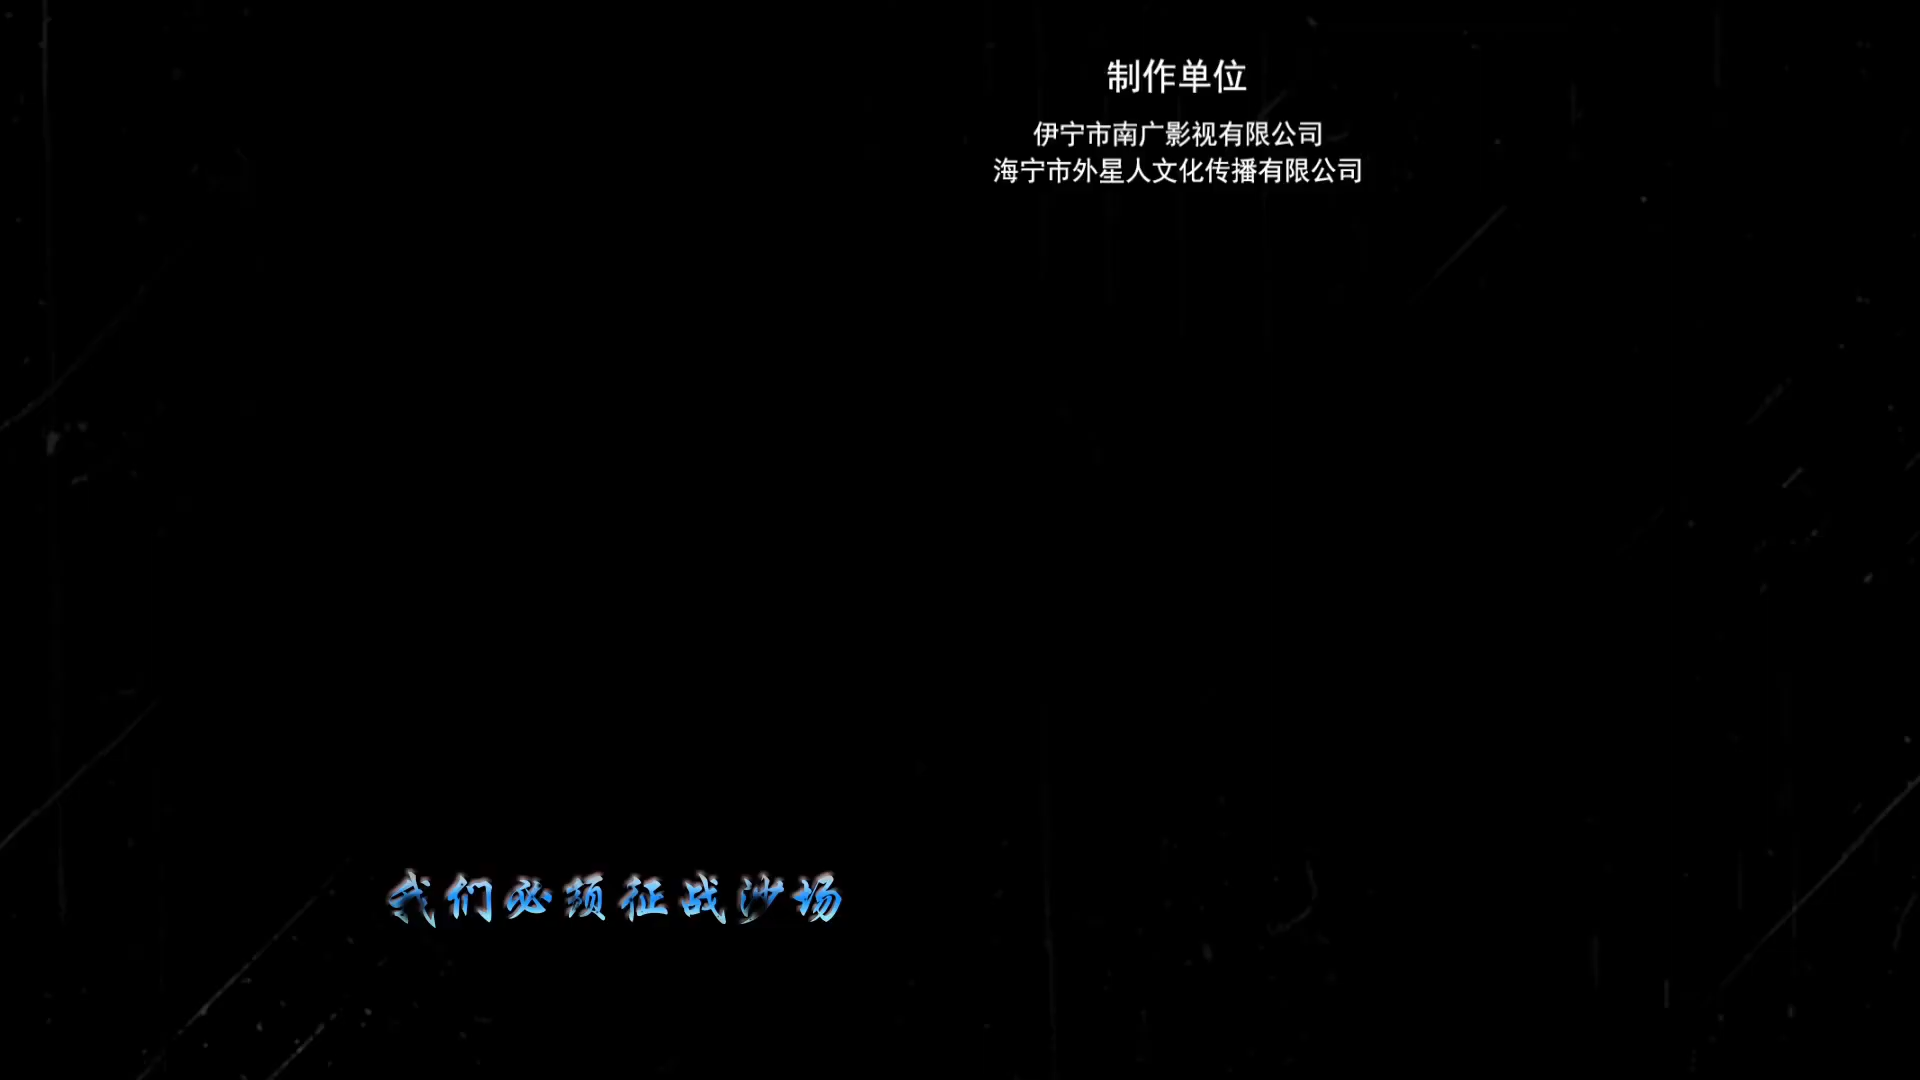 制作单位
伊宁市南广影视有限公司
海宁市外星人文化传播有限公司
我们必须征战沙场